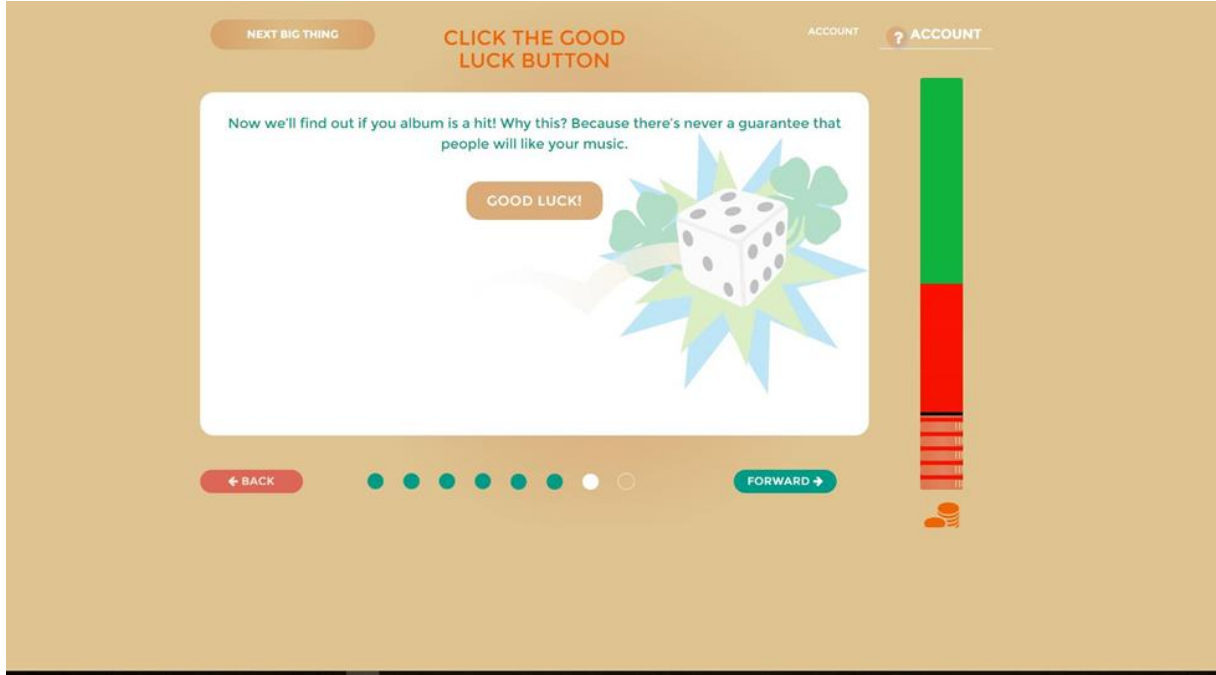 NEXT BIG THING
CLICK THE GOOD
LUCK BUTTON
ACCOUNT
? ACCOUNT
Now we'll find out if you album is a hit! Why this? Because there's never a guarantee that
people will like your music.
GOOD LUCK!
BACK
FORWARD